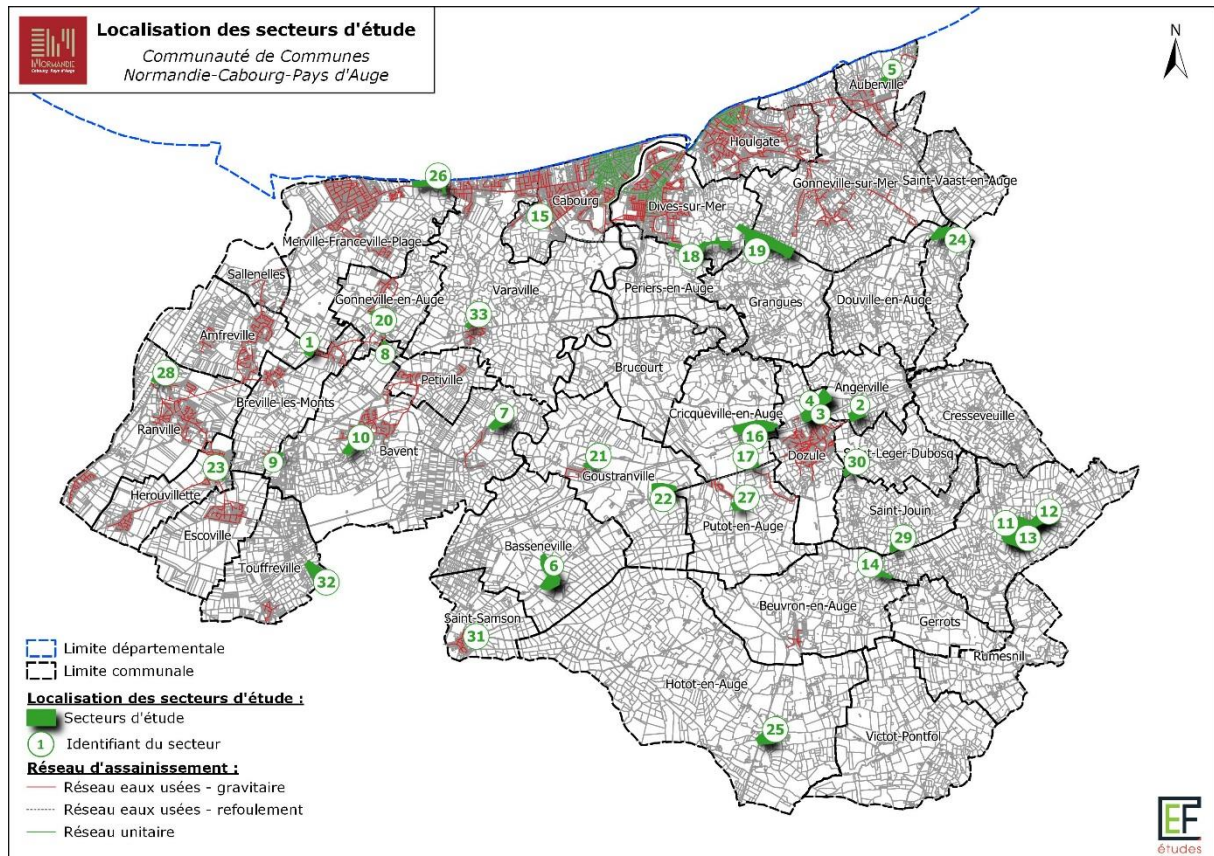 Localisation des secteurs d'étude
Communauté de Communes
Normandie-Cabourg-Pays d'Auge
NORMANDIE
Cabourg-Pays d'Auge
N
5
Auberville
Houlgate
26
Gonneville-sur-Mer
Saint-Vaast-en-Auge
Cabourg
Dives-sur-Mer
15
Merville-Franceville-Plage
24
18
19
Sallenelles
Gonneville-en-Auge
Varaville
Periers-en-Auge
Grangues
Douville-en-Auge
20
33
Amfreville
1
8
Brucourt
28
Petiville
Angerville
Breville-les-Monts
4
3
2
Cricqueville-en-Auge
Cresseveuille
7
Ranville
10
16
Bavent
9
21
17
Dozule
Saint-Leger-Dubosq
30
23
Goustranville
Herouvillette
22
27
Saint-Jouin
12
Putot-en-Auge
11
13
Escoville
29
Basseneville
14
Touffreville
6
32
Beuvron-en-Auge
Saint-Samson
Gerrots
31
Rumesnil
Hotot-en-Auge
25
Victot-Pontfol
Limite départementale
Limite communale
Localisation des secteurs d'étude :
Secteurs d'étude
1 Identifiant du secteur
Réseau d'assainissement :
Réseau eaux usées - gravitaire
Réseau eaux usées - refoulement
Réseau unitaire
CEF
études